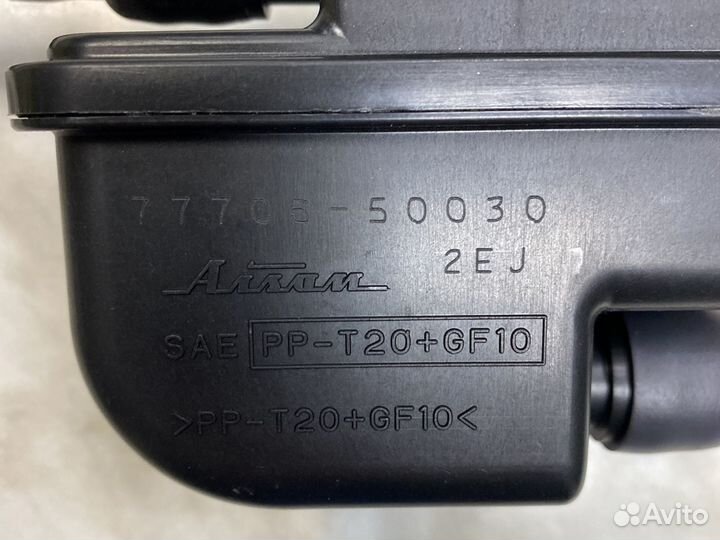 77706-50030
2EJ
Aisan
SAE PP-T20+GF10
>PP-T20+GF10<
Avito